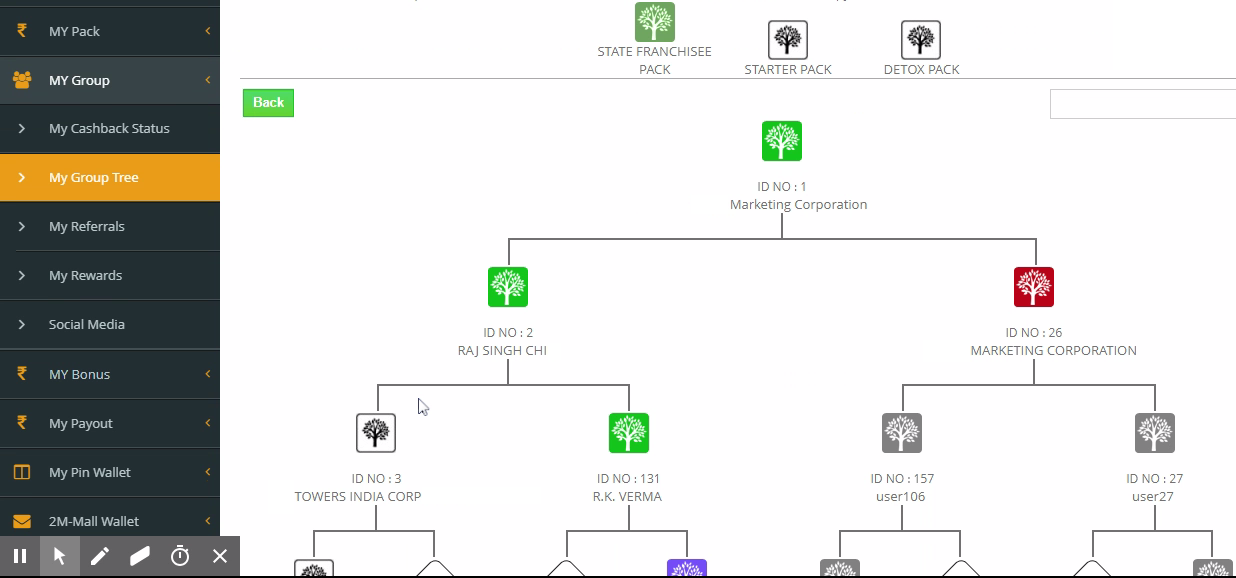 MY Pack
MY Group
My Cashback Status
My Group Tree
My Referrals
My Rewards
Social Media
MY Bonus
My Payout
My Pin Wallet
2M-Mall Wallet
STATE FRANCHISEE
PACK
STARTER PACK
DETOX PACK
Back
ID NO : 1
Marketing Corporation
ID NO : 2
RAJ SINGH CHI
ID NO : 26
MARKETING CORPORATION
ID NO : 3
TOWERS INDIA CORP
ID NO : 131
R.K. VERMA
ID NO : 157
user106
ID NO : 27
user27